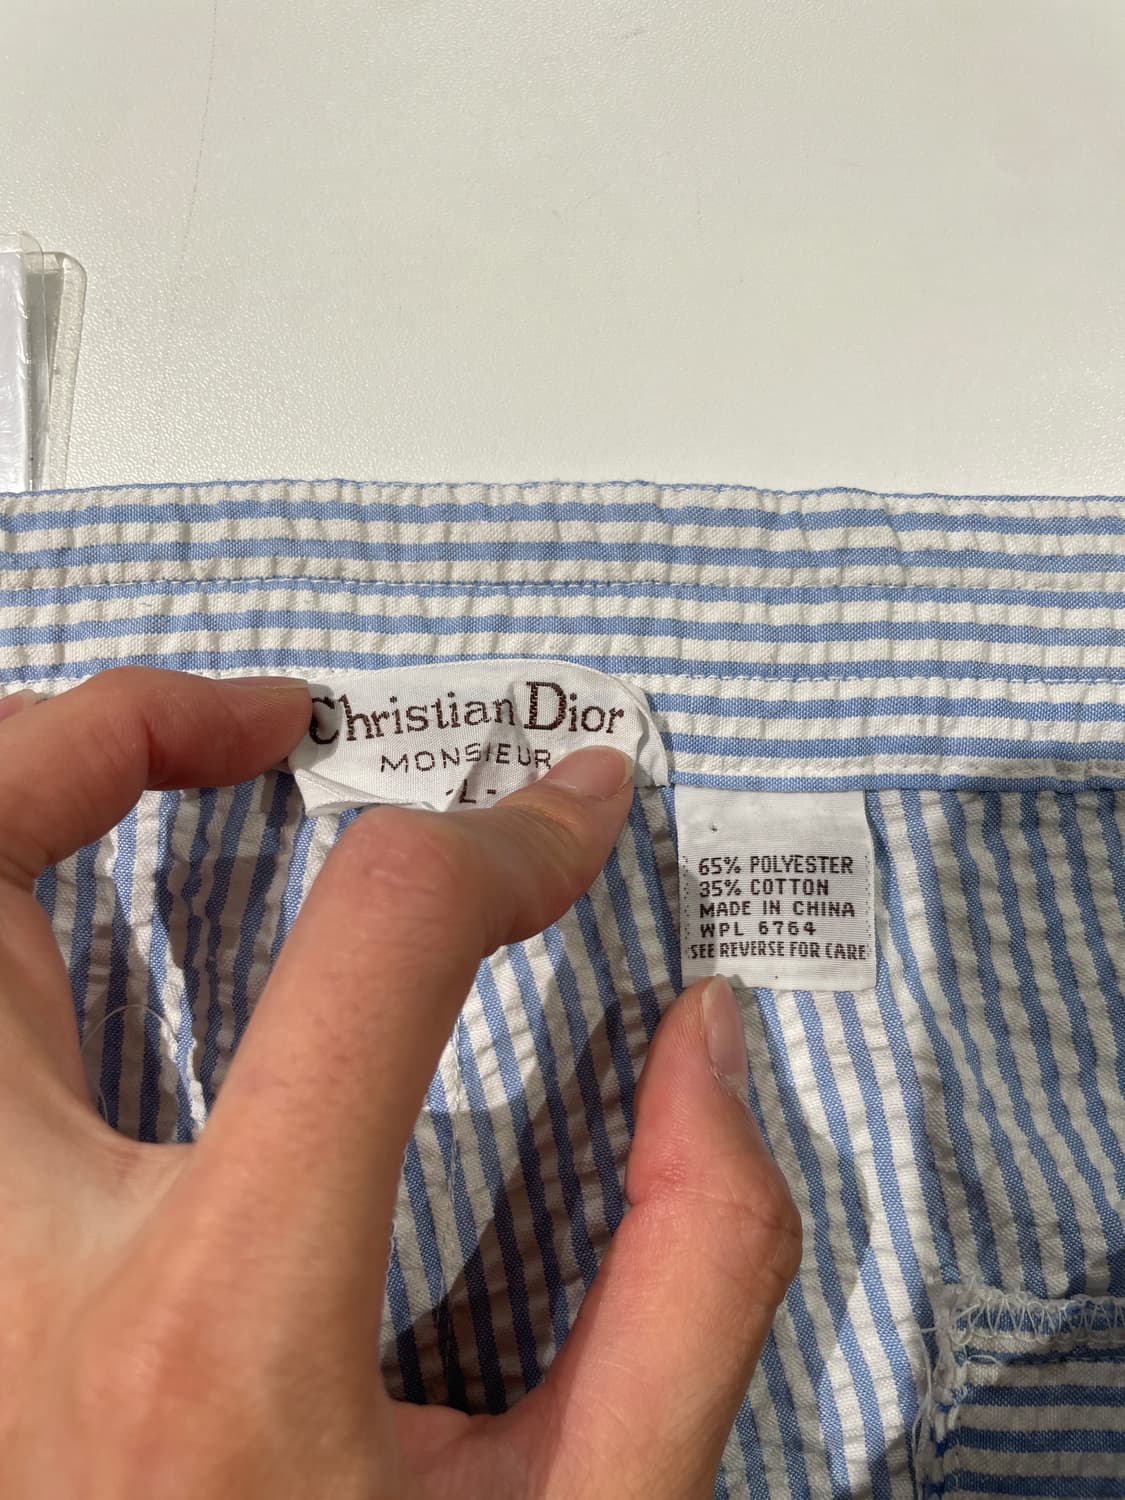 Christian Dior
MONSIEUR
-L-
65% POLYESTER
35% COTTON
MADE IN CHINA
WPL 6764
SEE REVERSE FOR CARE